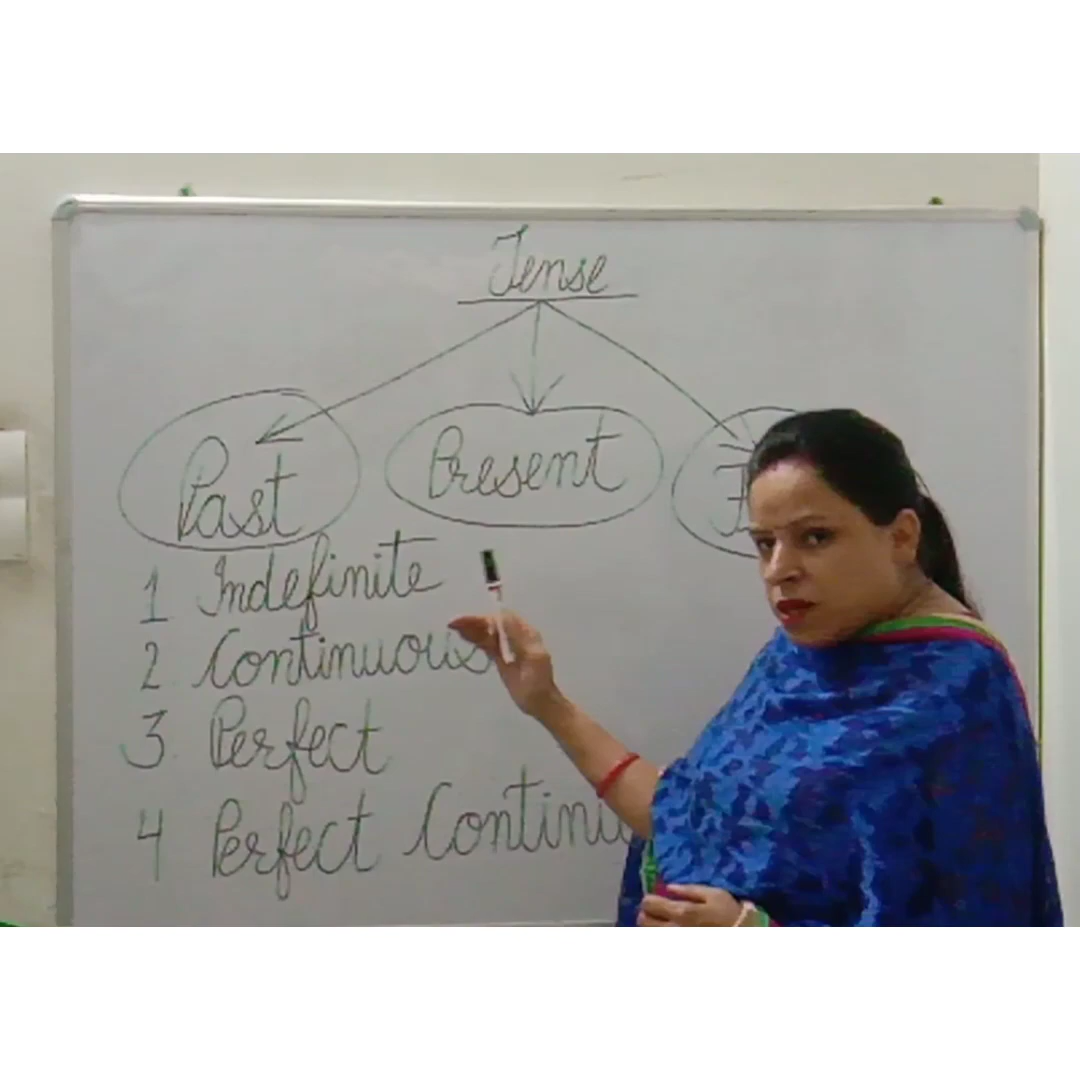 Tense
Past Present
1 Indefinite
2 Continuous
3 Perfect
4 Perfect